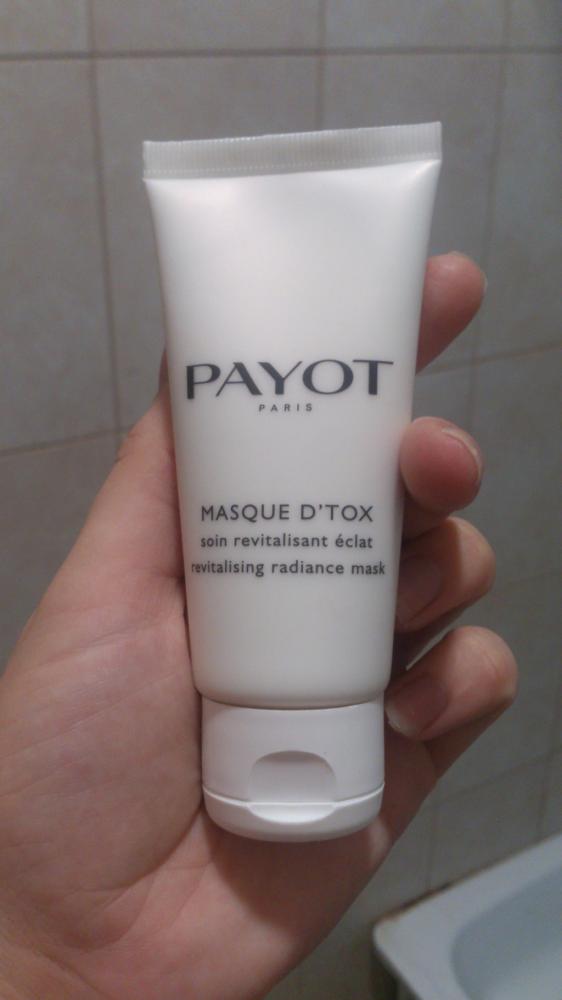 PAYOT
PARIS
MASQUE D'TOX
soin revitalisant éclat
revitalising radiance mask